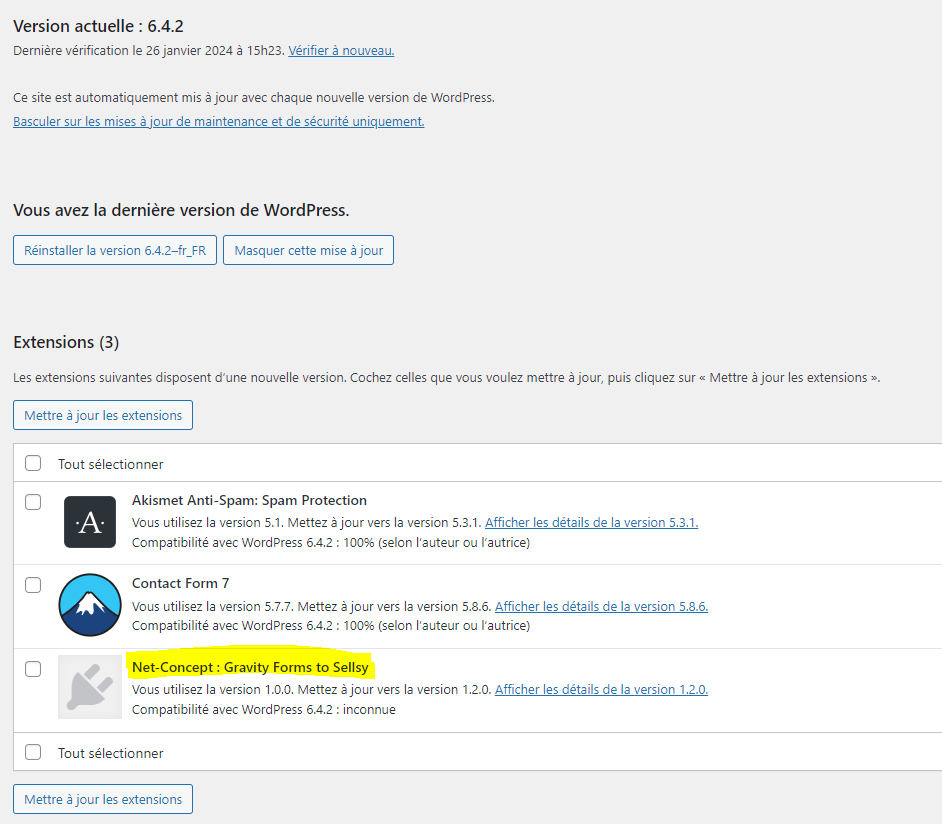 Version actuelle : 6.4.2
Dernière vérification le 26 janvier 2024 à 15h23. Vérifier à nouveau.
Ce site est automatiquement mis à jour avec chaque nouvelle version de WordPress.
Basculer sur les mises à jour de maintenance et de sécurité uniquement.
Vous avez la dernière version de WordPress.
Réinstaller la version 6.4.2–fr_FR
Masquer cette mise à jour
Extensions (3)
Les extensions suivantes disposent d’une nouvelle version. Cochez celles que vous voulez mettre à jour, puis cliquez sur « Mettre à jour les extensions ».
Mettre à jour les extensions
Tout sélectionner
·A·
Akismet Anti-Spam: Spam Protection
Vous utilisez la version 5.1. Mettez à jour vers la version 5.3.1. Afficher les détails de la version 5.3.1.
Compatibilité avec WordPress 6.4.2 : 100% (selon l’auteur ou l’autrice)
Contact Form 7
Vous utilisez la version 5.7.7. Mettez à jour vers la version 5.8.6. Afficher les détails de la version 5.8.6.
Compatibilité avec WordPress 6.4.2 : 100% (selon l’auteur ou l’autrice)
Net-Concept : Gravity Forms to Sellsy
Vous utilisez la version 1.0.0. Mettez à jour vers la version 1.2.0. Afficher les détails de la version 1.2.0.
Compatibilité avec WordPress 6.4.2 : inconnue
Tout sélectionner
Mettre à jour les extensions